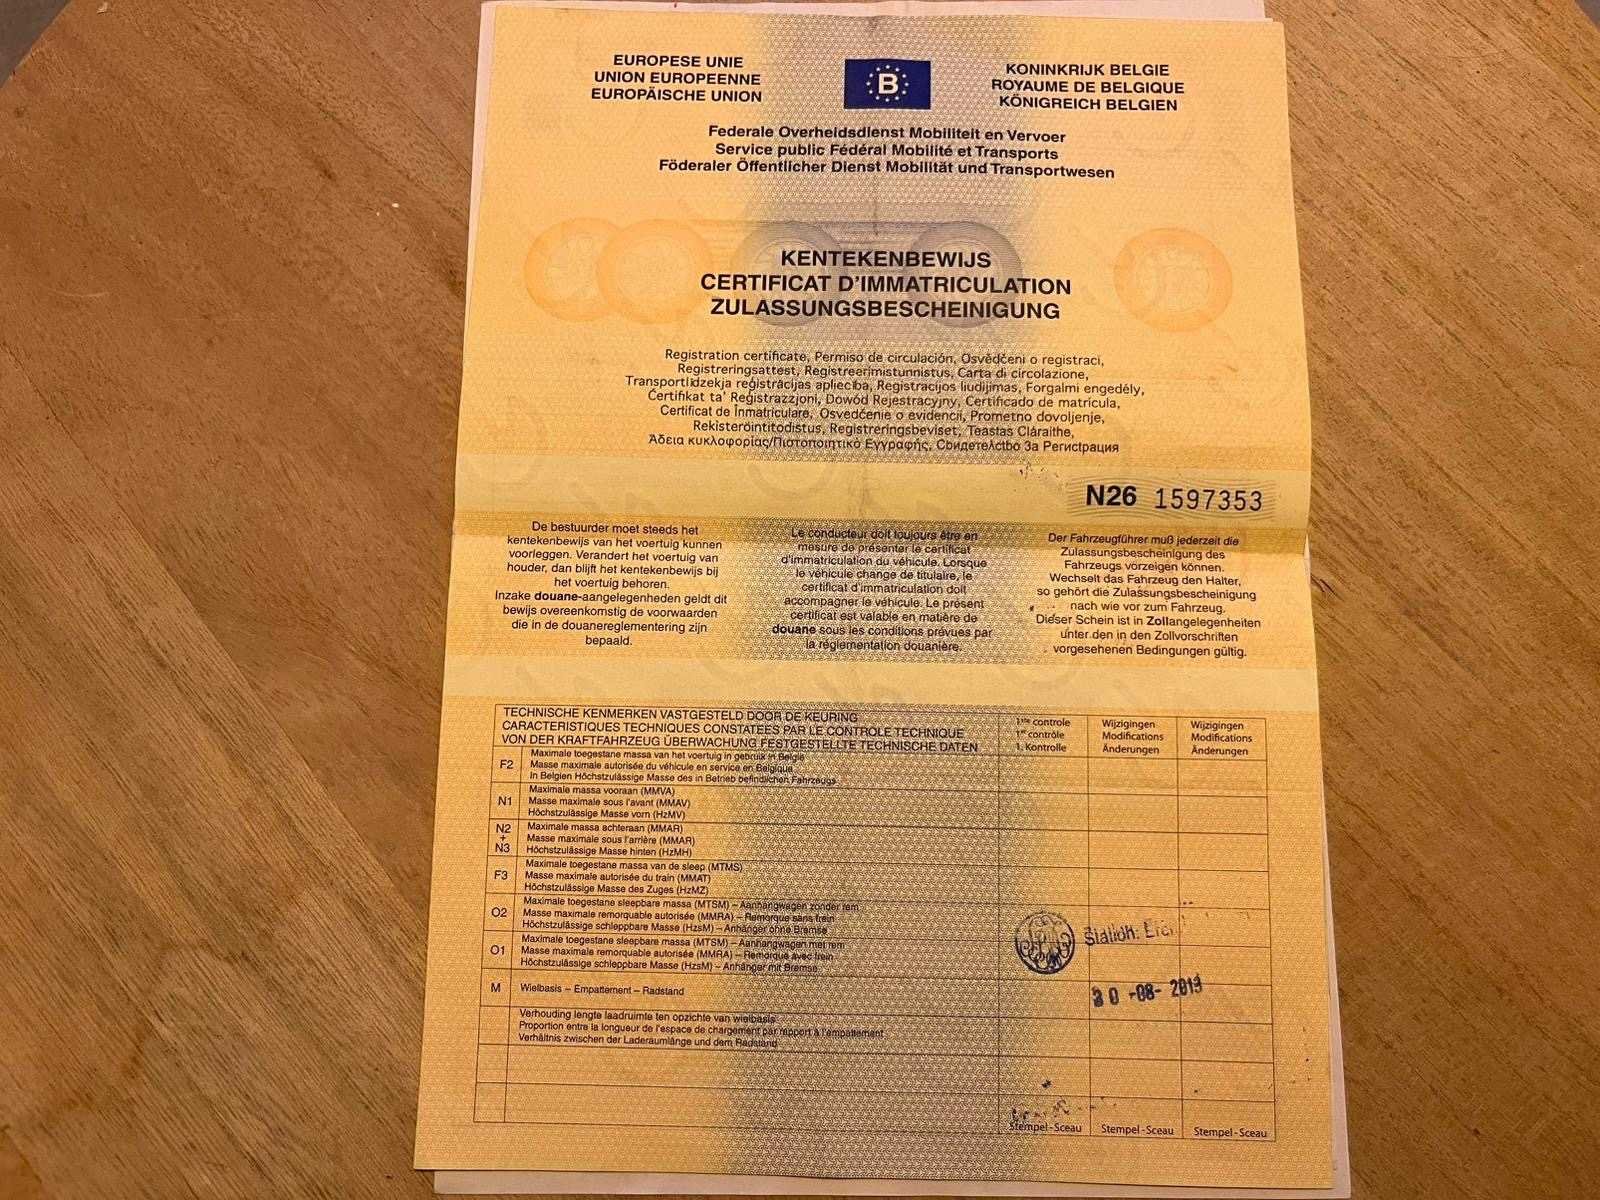 EUROPESE UNIE
UNION EUROPEENNE
EUROPÄISCHE UNION
B
KONINKRIJK BELGIE
ROYAUME DE BELGIQUE
KÖNIGREICH BELGIEN
Federale Overheidsdienst Mobiliteit en Vervoer
Service public Fédéral Mobilité et Transports
Föderaler Öffentlicher Dienst Mobilität und Transportwesen
KENTEKENBEWIJS
CERTIFICAT D'IMMATRICULATION
ZULASSUNGSBESCHEINIGUNG
Registration certificate, Permiso de circulación, Osvědčeni o registraci,
Registreringsattest, Registreerimistunnistus, Carta di circolazione,
Transportlīdzekja reģistrācijas apliecība, Registracijos liudijimas, Forgalmi engedély,
Ċertifikat ta' Reġistrazzjoni, Dowód Rejestracyjny, Certificado de matrícula,
Certificat de Înmatriculare, Osvedčenie o evidencii, Prometno dovoljenje,
Rekisteröintitodistus, Registreringsbeviset, Teastas Cláraithe,
Άδεια κυκλοφορίας/Πιστοποιητικό Εγγραφής, Свидетелство За Регистрация
N26 1597353
De bestuurder moet steeds het
kentekenbewijs van het voertuig kunnen
voorleggen. Verandert het voertuig van
houder, dan blijft het kentekenbewijs bij
het voertuig behoren.
Inzake douane-aangelegenheden geldt dit
bewijs overeenkomstig de voorwaarden
die in de douanereglementering zijn
bepaald.
Le conducteur doit toujours être en
mesure de présenter le certificat
d'immatriculation du véhicule. Lorsque
le véhicule change de titulaire, le
certificat d'immatriculation doit
accompagner le véhicule. Le présent
certificat est valable en matière de
douane sous les conditions prévues par
la réglementation douanière.
Der Fahrzeugführer muß jederzeit die
Zulassungsbescheinigung des
Fahrzeugs vorzeigen können.
Wechselt das Fahrzeug den Halter,
so gehört die Zulassungsbescheinigung
nach wie vor zum Fahrzeug.
Dieser Schein ist in Zollangelegenheiten
unter den in den Zollvorschriften
vorgesehenen Bedingungen gültig.
TECHNISCHE KENMERKEN VASTGESTELD DOOR DE KEURING
CARACTERISTIQUES TECHNIQUES CONSTATEES PAR LE CONTROLE TECHNIQUE
VON DER KRAFTFAHRZEUG ÜBERWACHUNG FESTGESTELLTE TECHNISCHE DATEN
1ste controle
1er contrôle
1. Kontrolle
Wijzigingen
Modifications
Änderungen
Wijzigingen
Modifications
Änderungen
F2
Maximale toegestane massa van het voertuig in gebruik in België
Masse maximale autorisée du véhicule en service en Belgique
In Belgien Höchstzulässige Masse des in Betrieb befindlichen Fahrzeugs
N1
Maximale massa vooraan (MMVA)
Masse maximale sous l'avant (MMAV)
Höchstzulässige Masse vorn (HzMV)
N2
+
N3
Maximale massa achteraan (MMAR)
Masse maximale sous l'arrière (MMAR)
Höchstzulässige Masse hinten (HzMH)
F3
Maximale toegestane massa van de sleep (MTMS)
Masse maximale autorisée du train (MMAT)
Höchstzulässige Masse des Zuges (HzMZ)
O2
Maximale toegestane sleepbare massa (MTSM) – Aanhangwagen zonder rem
Masse maximale remorquable autorisée (MMRA) – Remorque sans frein
Höchstzulässige schleppbare Masse (HzsM) – Anhänger ohne Bremse
O1
Maximale toegestane sleepbare massa (MTSM) – Aanhangwagen met rem
Masse maximale remorquable autorisée (MMRA) – Remorque avec frein
Höchstzulässige schleppbare Masse (HzsM) – Anhänger mit Bremse
Station:
M
Wielbasis – Empattement – Radstand
30 -08- 2019
Verhouding lengte laadruimte ten opzichte van wielbasis
Proportion entre la longueur de l'espace de chargement par rapport à l'empattement
Verhältnis zwischen der Laderaumlänge und dem Radstand
Stempel-Sceau
Stempel-Sceau
Stempel-Sceau